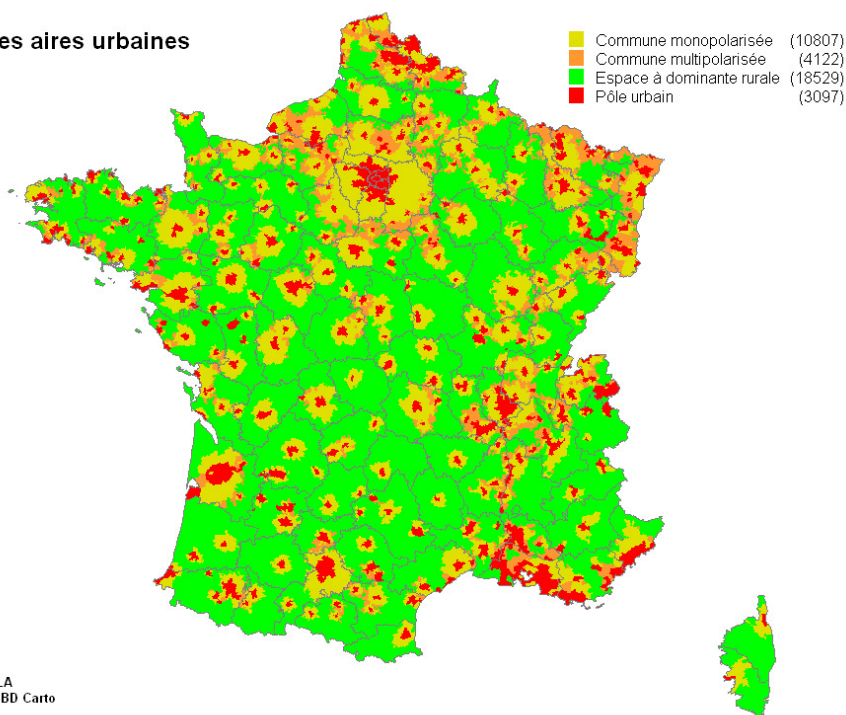 es aires urbaines
Commune monopolarisée (10807)
Commune multipolarisée (4122)
Espace à dominante rurale (18529)
Pôle urbain (3097)
LA
BD Carto